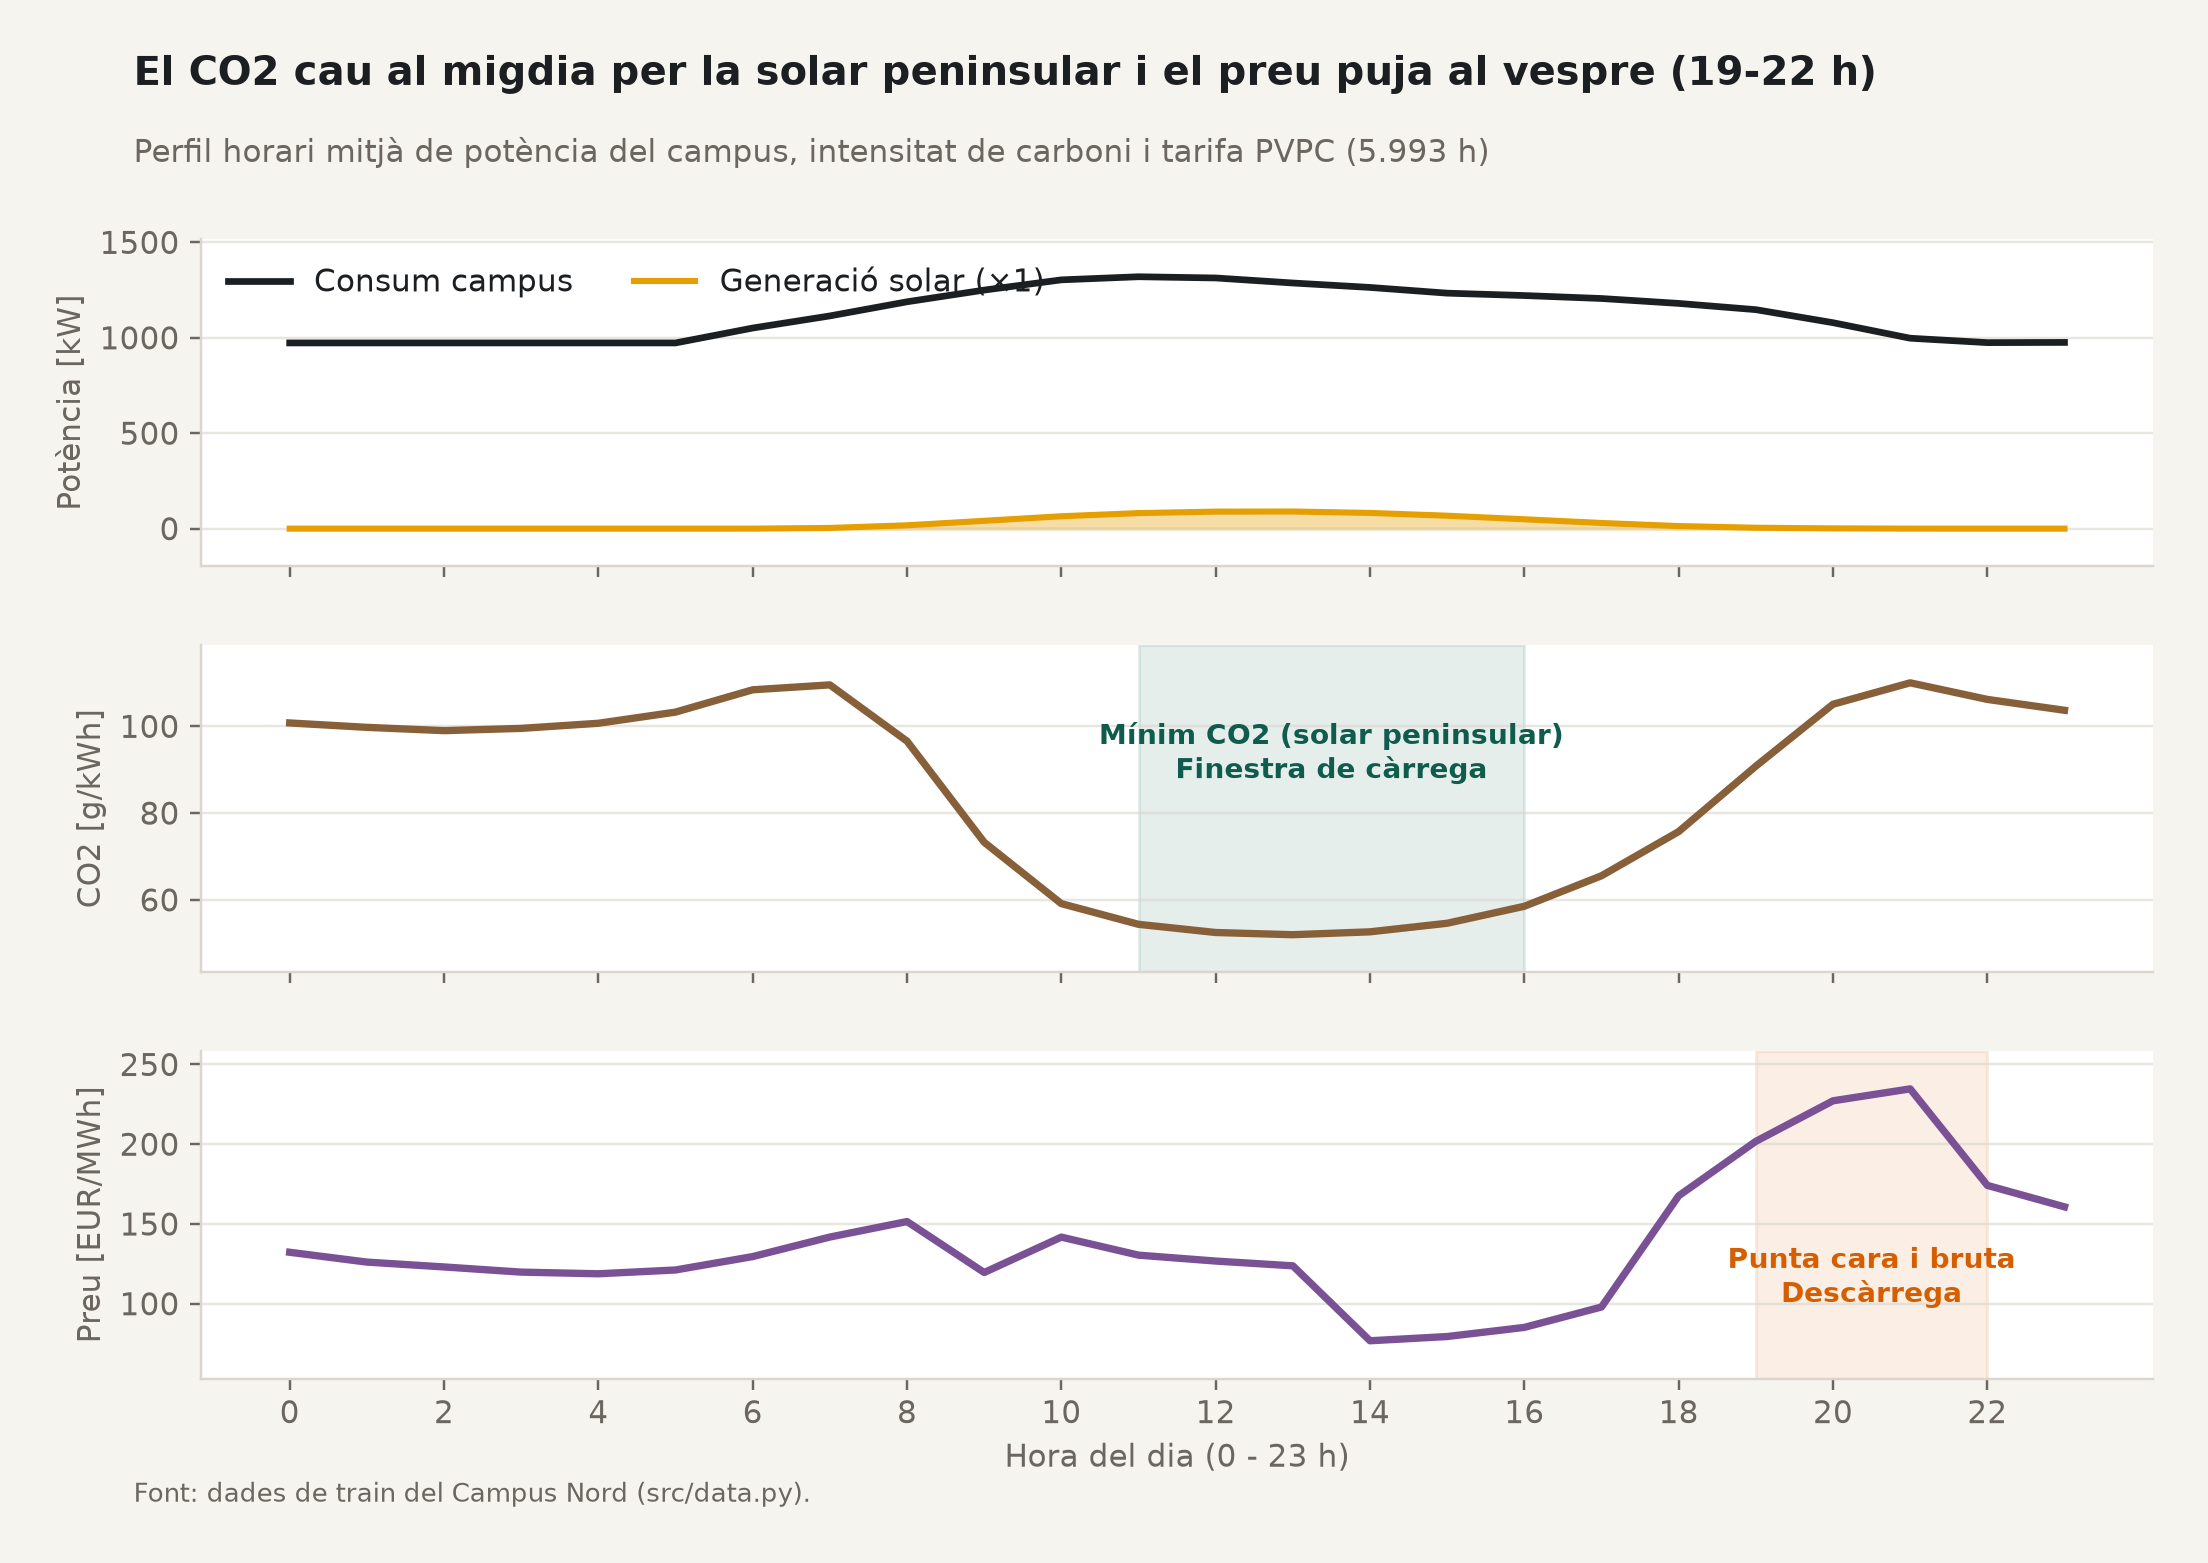 El CO2 cau al migdia per la solar peninsular i el preu puja al vespre (19-22 h)
Perfil horari mitjà de potència del campus, intensitat de carboni i tarifa PVPC (5.993 h)
Potència [kW]
1500
1000
500
0
Consum campus
Generació solar (×1)
CO2 [g/kWh]
100
80
60
Mínim CO2 (solar peninsular)
Finestra de càrrega
Preu [EUR/MWh]
250
200
150
100
Punta cara i bruta
Descàrrega
0 2 4 6 8 10 12 14 16 18 20 22
Hora del dia (0 - 23 h)
Font: dades de train del Campus Nord (src/data.py).